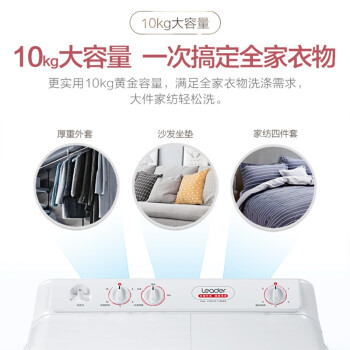 10kg大容量
10kg大容量 一次搞定全家衣物
更实用10kg黄金容量，满足全家衣物洗涤需求，
大件家纺轻松洗。
厚重外套
沙发坐垫
家纺四件套
Leader